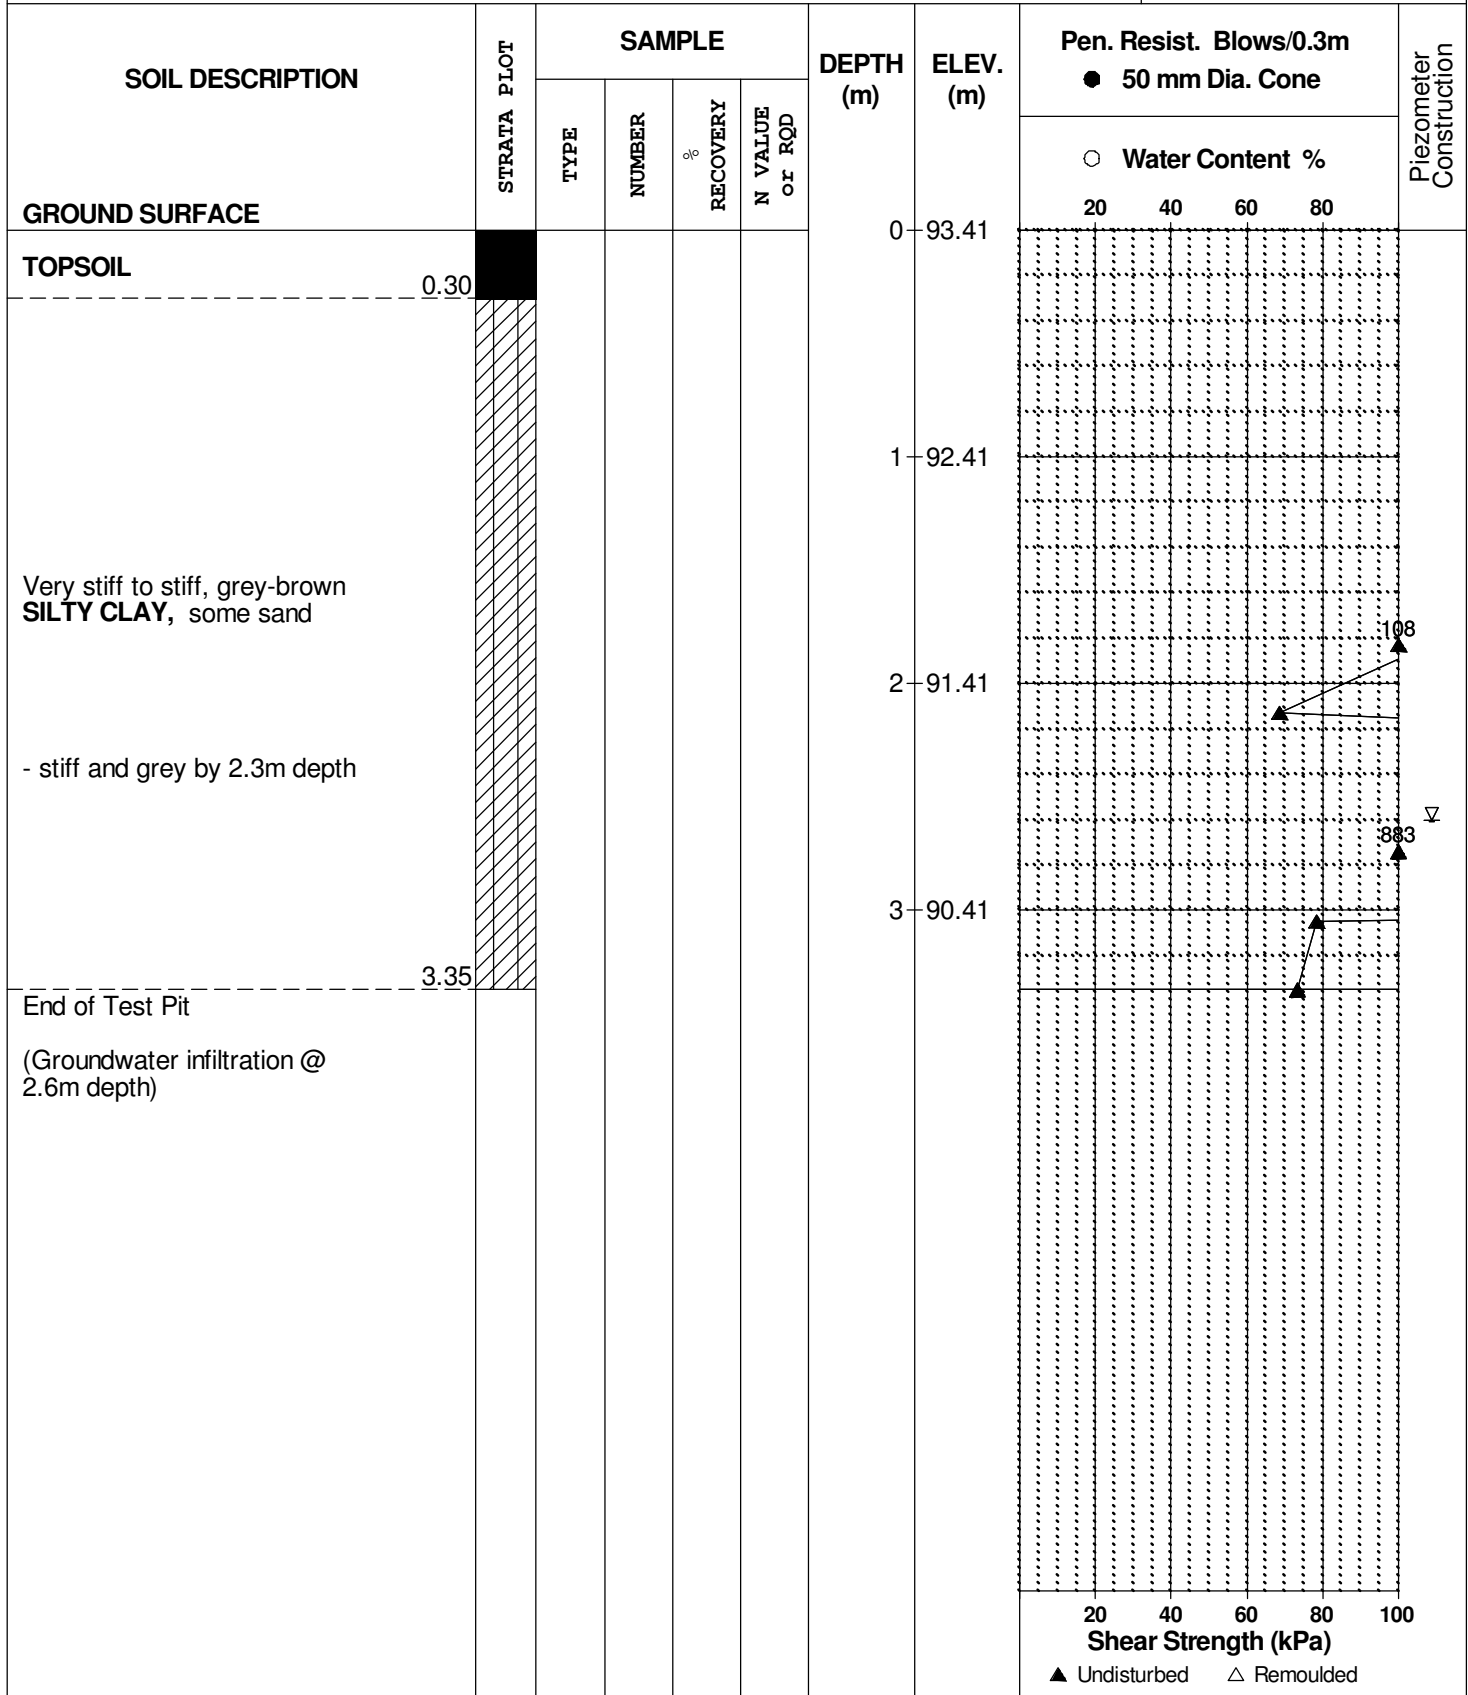 SOIL DESCRIPTION
GROUND SURFACE
STRATA PLOT
SAMPLE
TYPE
NUMBER
%
RECOVERY
N VALUE
or RQD
DEPTH
(m)
ELEV.
(m)
Pen. Resist. Blows/0.3m
● 50 mm Dia. Cone
○ Water Content %
20 40 60 80
Piezometer
Construction
0 93.41
TOPSOIL
0.30
1 92.41
Very stiff to stiff, grey-brown
SILTY CLAY, some sand
108
2 91.41
- stiff and grey by 2.3m depth
883
3 90.41
3.35
End of Test Pit
(Groundwater infiltration @
2.6m depth)
20 40 60 80 100
Shear Strength (kPa)
▲ Undisturbed △ Remoulded